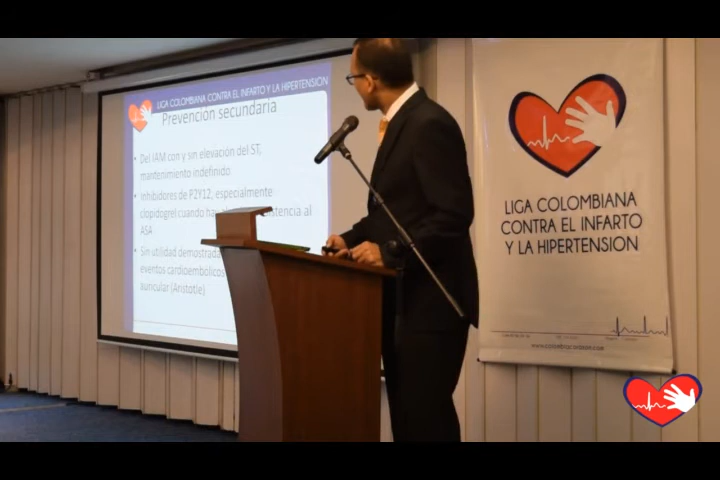 LIGA COLOMBIANA CONTRA EL INFARTO Y LA HIPERTENSION
Prevención secundaria
• Del IAM con y sin elevación del ST,
mantenimiento indefinido
• Inhibidores de P2Y12, especialmente
clopidogrel cuando al
ASA
• Sin utilidad
eventos cardioembólicos
auricular (Aristotle)
LIGA COLOMBIANA
CONTRA EL INFARTO
Y LA HIPERTENSION